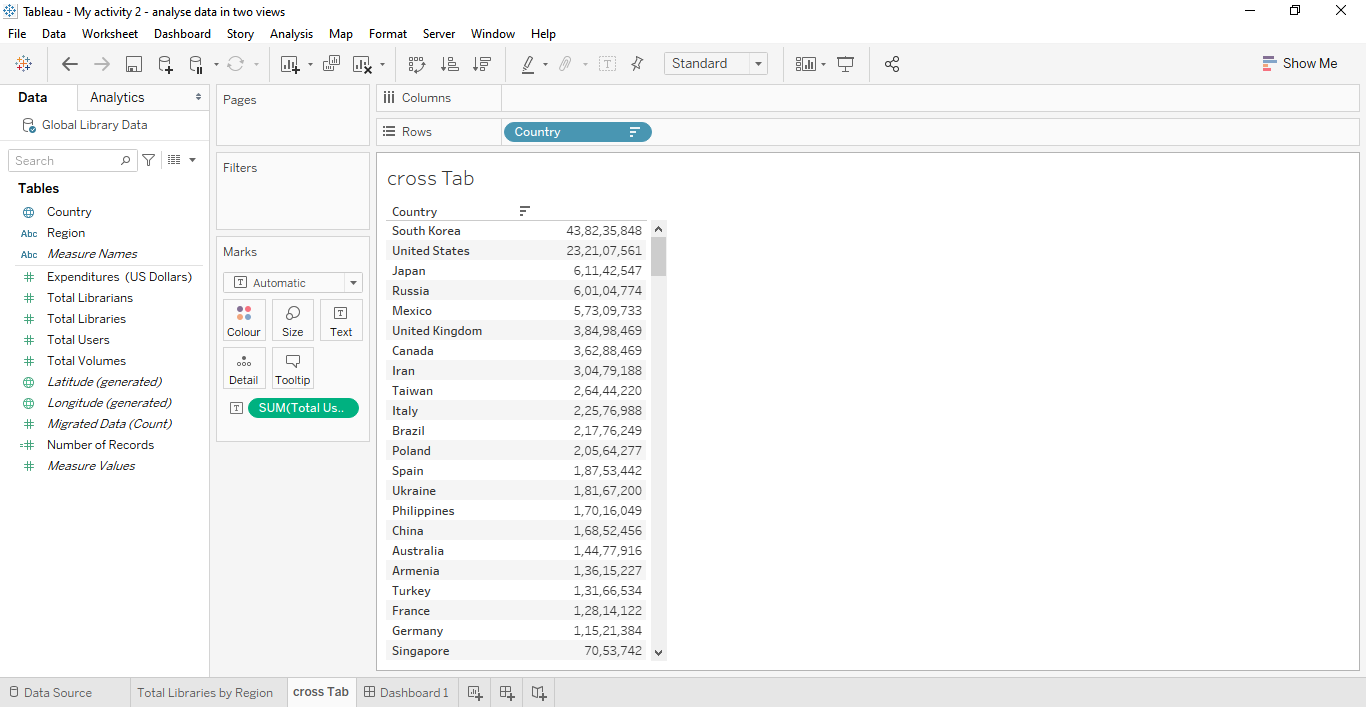 Tableau - My activity 2 - analyse data in two views
File Data Worksheet Dashboard Story Analysis Map Format Server Window Help
Standard
Show Me
Data
Analytics
Global Library Data
Search
Tables
Country
Abc Region
Abc Measure Names
Expenditures (US Dollars)
Total Librarians
Total Libraries
Total Users
Total Volumes
Latitude (generated)
Longitude (generated)
Migrated Data (Count)
Number of Records
Measure Values
Pages
Filters
Marks
T Automatic
Colour
Size
T Text
Detail
Tooltip
T SUM(Total Us..
Columns
Rows
Country
cross Tab
Country
South Korea 43,82,35,848
United States 23,21,07,561
Japan 6,11,42,547
Russia 6,01,04,774
Mexico 5,73,09,733
United Kingdom 3,84,98,469
Canada 3,62,88,469
Iran 3,04,79,188
Taiwan 2,64,44,220
Italy 2,25,76,988
Brazil 2,17,76,249
Poland 2,05,64,277
Spain 1,87,53,442
Ukraine 1,81,67,200
Philippines 1,70,16,049
China 1,68,52,456
Australia 1,44,77,916
Armenia 1,36,15,227
Turkey 1,31,66,534
France 1,28,14,122
Germany 1,15,21,384
Singapore 70,53,742
Data Source
Total Libraries by Region
cross Tab
Dashboard 1